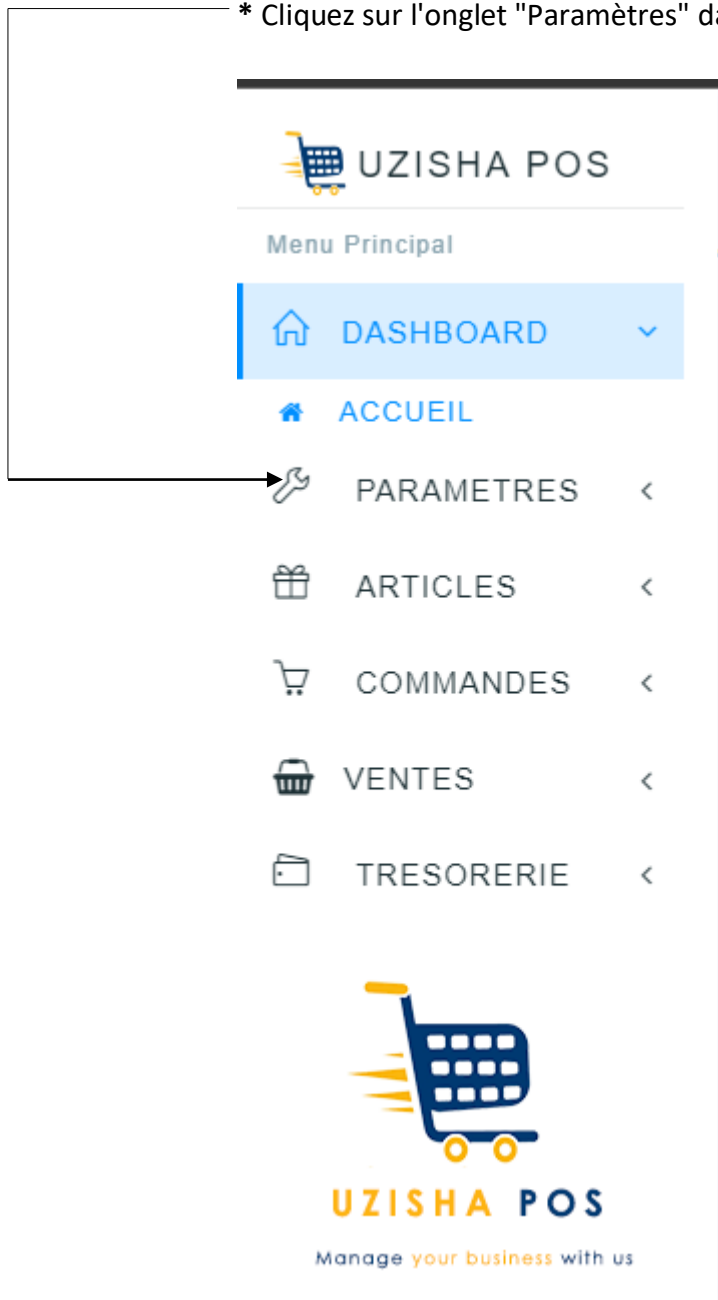 * Cliquez sur l'onglet "Paramètres" da
UZISHA POS
Menu Principal
DASHBOARD
ACCUEIL
PARAMETRES
ARTICLES
COMMANDES
VENTES
TRESORERIE
UZISHA POS
Manage your business with us